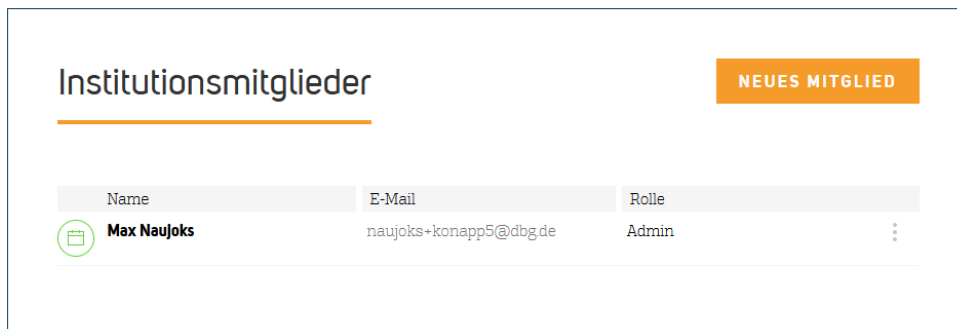 Institutionsmitglieder
NEUES MITGLIED
Name E-Mail Rolle
Max Naujoks naujoks+konapp5@dbg.de Admin